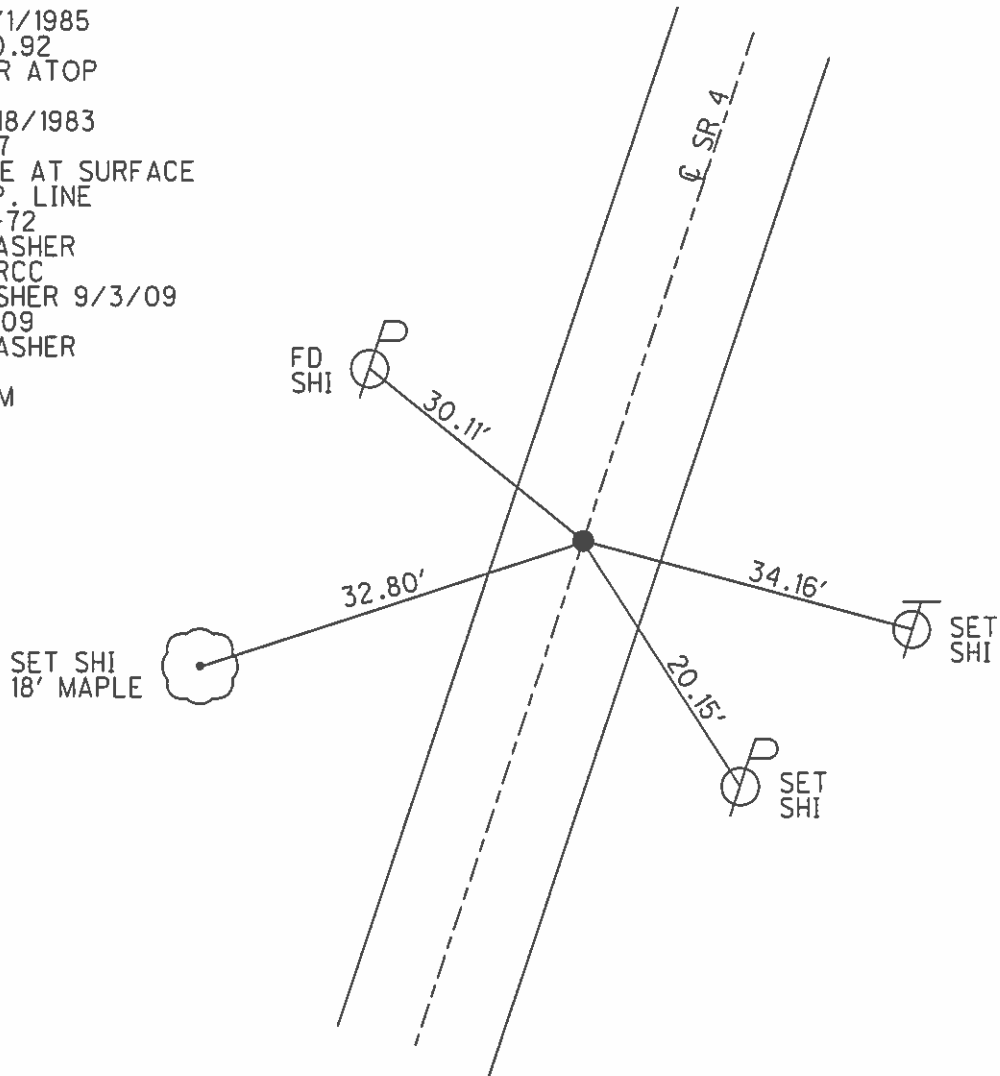 /1/1985
0.92
R ATOP
18/1983
7
E AT SURFACE
P. LINE
-72
ASHER
RCC
SHER 9/3/09
09
ASHER
M
℄ SR 4
FD
SHI
30.11'
32.80'
34.16'
SET
SHI
SET SHI
18' MAPLE
20.15'
SET
SHI